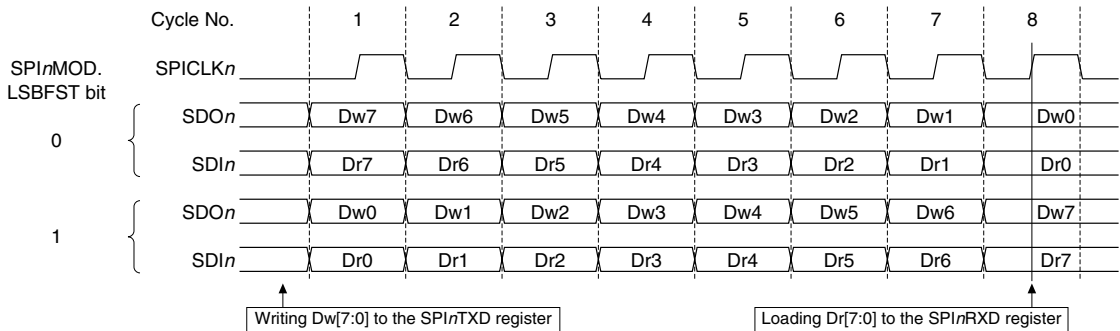 Cycle No. 1 2 3 4 5 6 7 8
SPInMOD.
LSBFST bit
SPICLKn
0
SDOn Dw7 Dw6 Dw5 Dw4 Dw3 Dw2 Dw1 Dw0
SDIn Dr7 Dr6 Dr5 Dr4 Dr3 Dr2 Dr1 Dr0
1
SDOn Dw0 Dw1 Dw2 Dw3 Dw4 Dw5 Dw6 Dw7
SDIn Dr0 Dr1 Dr2 Dr3 Dr4 Dr5 Dr6 Dr7
Writing Dw[7:0] to the SPInTXD register
Loading Dr[7:0] to the SPInRXD register